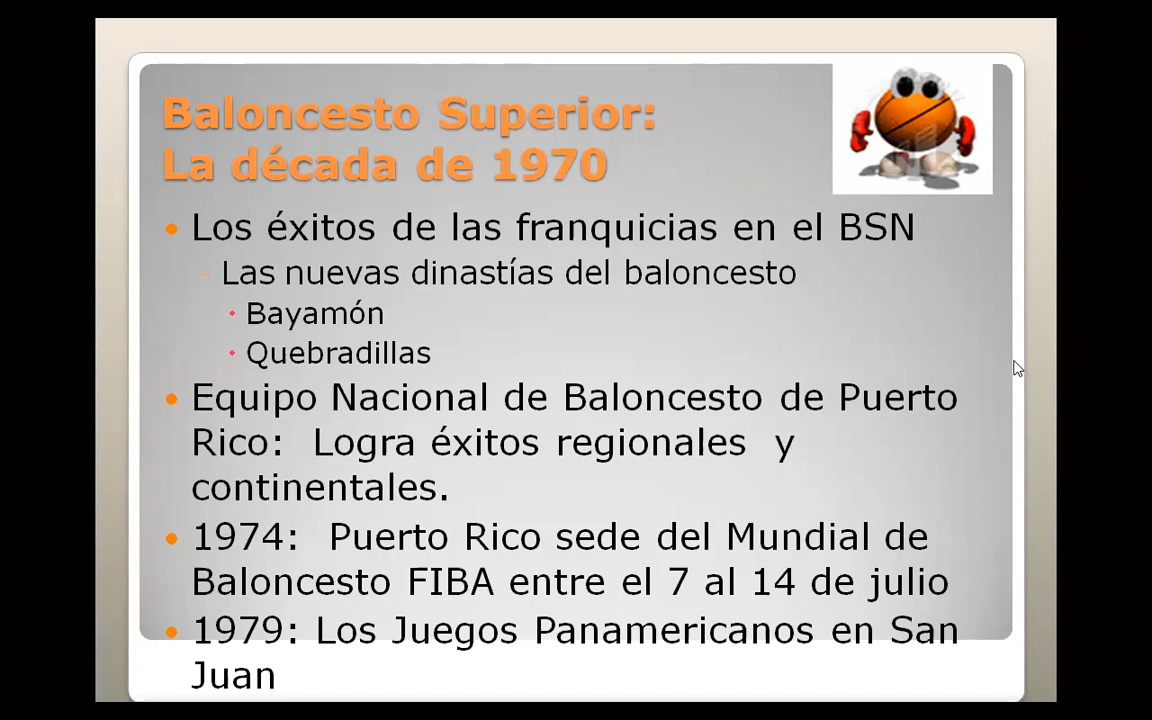 Baloncesto Superior:
La década de 1970
Los éxitos de las franquicias en el BSN
Las nuevas dinastías del baloncesto
Bayamón
Quebradillas
Equipo Nacional de Baloncesto de Puerto
Rico:  Logra éxitos regionales  y
continentales.
1974:  Puerto Rico sede del Mundial de
Baloncesto FIBA entre el 7 al 14 de julio
1979: Los Juegos Panamericanos en San
Juan